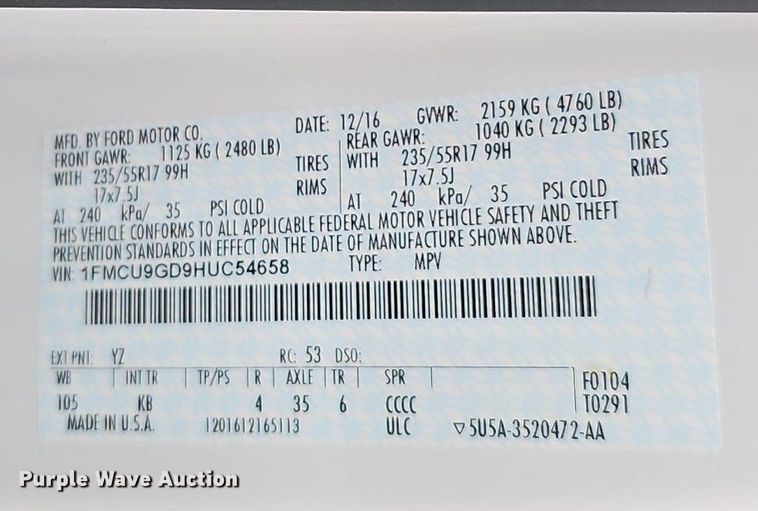 MFD. BY FORD MOTOR CO. DATE: 12/16 GVWR: 2159 KG ( 4760 LB)
FRONT GAWR: 1125 KG ( 2480 LB) REAR GAWR: 1040 KG ( 2293 LB)
WITH 235/55R17 99H TIRES WITH 235/55R17 99H TIRES
17x7.5J RIMS 17x7.5J RIMS
AT 240 kPa/ 35 PSI COLD AT 240 kPa/ 35 PSI COLD
THIS VEHICLE CONFORMS TO ALL APPLICABLE FEDERAL MOTOR VEHICLE SAFETY AND THEFT
PREVENTION STANDARDS IN EFFECT ON THE DATE OF MANUFACTURE SHOWN ABOVE.
VIN: 1FMCU9GD9HUC54658 TYPE: MPV
EXT PNT: YZ RC: 53 DSO:
WB INT TR TP/PS R AXLE TR SPR F0104
105 KB 4 35 6 CCCC T0291
MADE IN U.S.A. 1201612165113 ULC ▽5U5A-3520472-AA
Purple Wave Auction